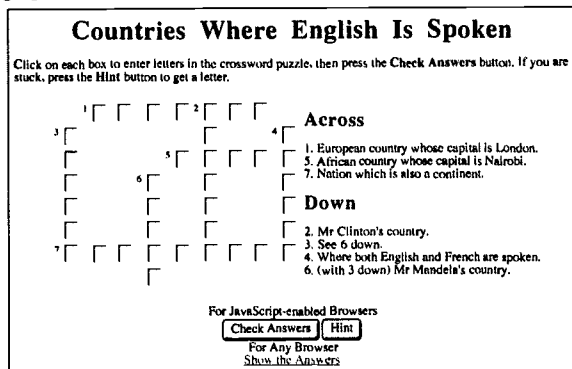 Countries Where English Is Spoken
Click on each box to enter letters in the crossword puzzle, then press the Check Answers button. If you are
stuck, press the Hint button to get a letter.
1 2
3 4
5
6
7
Across
1. European country whose capital is London.
5. African country whose capital is Nairobi.
7. Nation which is also a continent.
Down
2. Mr Clinton's country.
3. See 6 down.
4. Where both English and French are spoken.
6. (with 3 down) Mr Mandela's country.
For JavaScript-enabled Browsers
Check Answers Hint
For Any Browser
Show the Answers